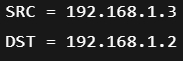 SRC = 192.168.1.3
DST = 192.168.1.2